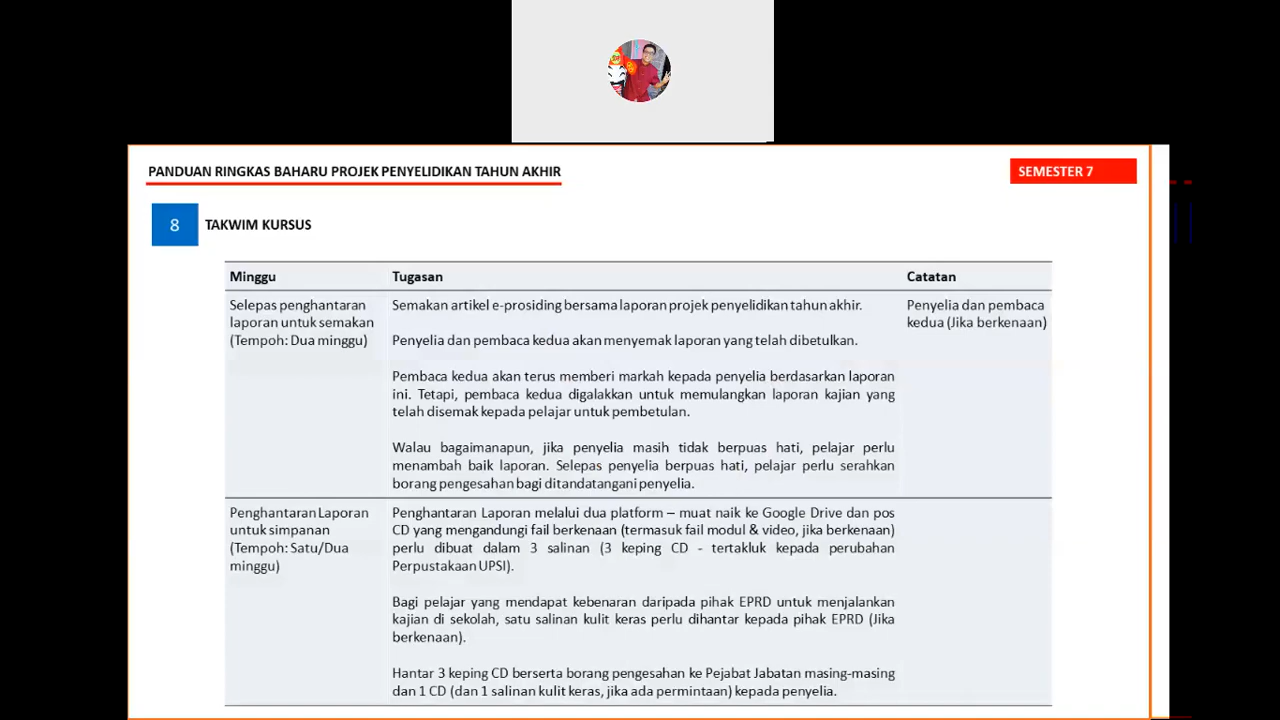 PANDUAN RINGKAS BAHARU PROJEK PENYELIDIKAN TAHUN AKHIR
SEMESTER 7
8
TAKWIM KURSUS
Minggu
Tugasan
Catatan
Selepas penghantaran
laporan untuk semakan
(Tempoh: Dua minggu)
Semakan artikel e-prosiding bersama laporan projek penyelidikan tahun akhir.
Penyelia dan pembaca kedua akan menyemak laporan yang telah dibetulkan.
Pembaca kedua akan terus memberi markah kepada penyelia berdasarkan laporan
ini. Tetapi, pembaca kedua digalakkan untuk memulangkan laporan kajian yang
telah disemak kepada pelajar untuk pembetulan.
Walau bagaimanapun, jika penyelia masih tidak berpuas hati, pelajar perlu
menambah baik laporan. Selepas penyelia berpuas hati, pelajar perlu serahkan
borang pengesahan bagi ditandatangani penyelia.
Penyelia dan pembaca
kedua (Jika berkenaan)
Penghantaran Laporan
untuk simpanan
(Tempoh: Satu/Dua
minggu)
Penghantaran Laporan melalui dua platform – muat naik ke Google Drive dan pos
CD yang mengandungi fail berkenaan (termasuk fail modul & video, jika berkenaan)
perlu dibuat dalam 3 salinan (3 keping CD - tertakluk kepada perubahan
Perpustakaan UPSI).
Bagi pelajar yang mendapat kebenaran daripada pihak EPRD untuk menjalankan
kajian di sekolah, satu salinan kulit keras perlu dihantar kepada pihak EPRD (Jika
berkenaan).
Hantar 3 keping CD berserta borang pengesahan ke Pejabat Jabatan masing-masing
dan 1 CD (dan 1 salinan kulit keras, jika ada permintaan) kepada penyelia.